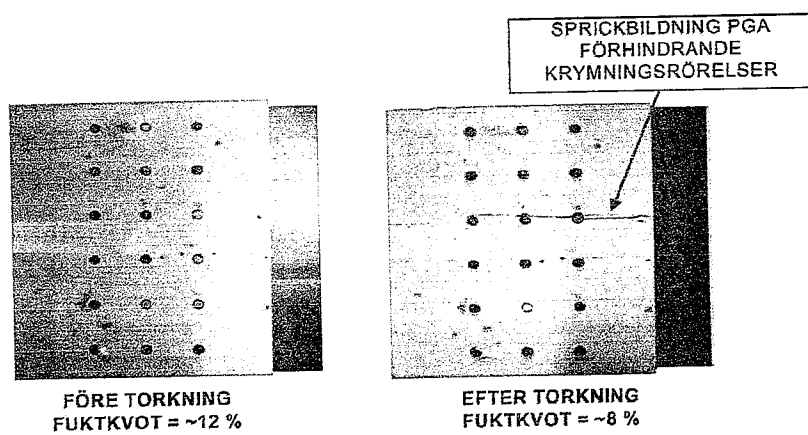 SPRICKBILDNING PGA
FÖRHINDRANDE
KRYMNINGSRÖRELSER
FÖRE TORKNING
FUKTKVOT = ~12 %
EFTER TORKNING
FUKTKVOT = ~8 %